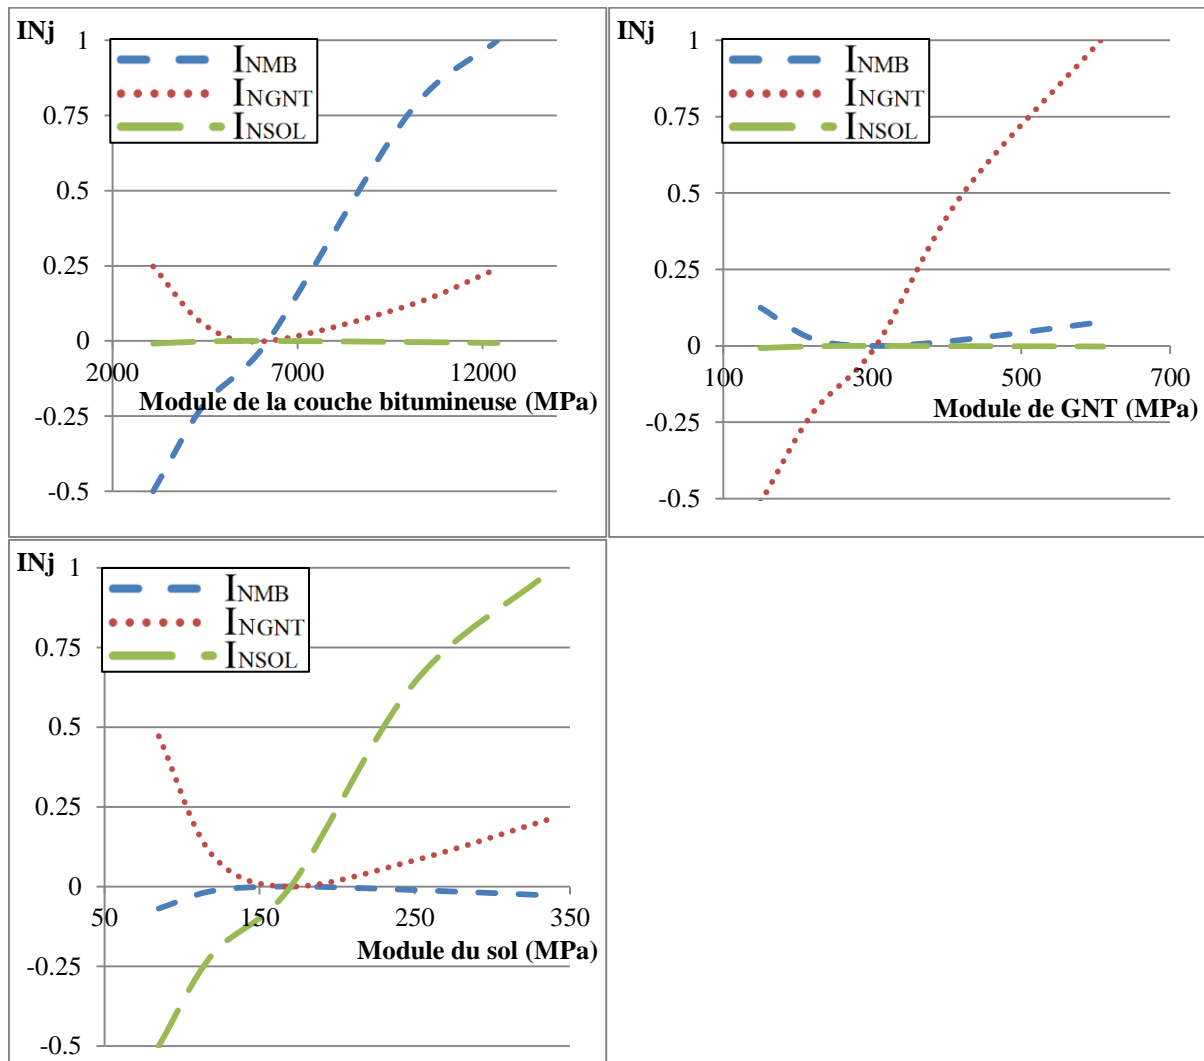 INj
1
0.75
0.5
0.25
0
-0.25
-0.5
INMB
INGNT
INSOL
2000 7000 12000
Module de la couche bitumineuse (MPa)
INj
1
0.75
0.5
0.25
0
-0.25
-0.5
INMB
INGNT
INSOL
100 300 500 700
Module de GNT (MPa)
INj
1
0.75
0.5
0.25
0
-0.25
-0.5
INMB
INGNT
INSOL
50 150 250 350
Module du sol (MPa)